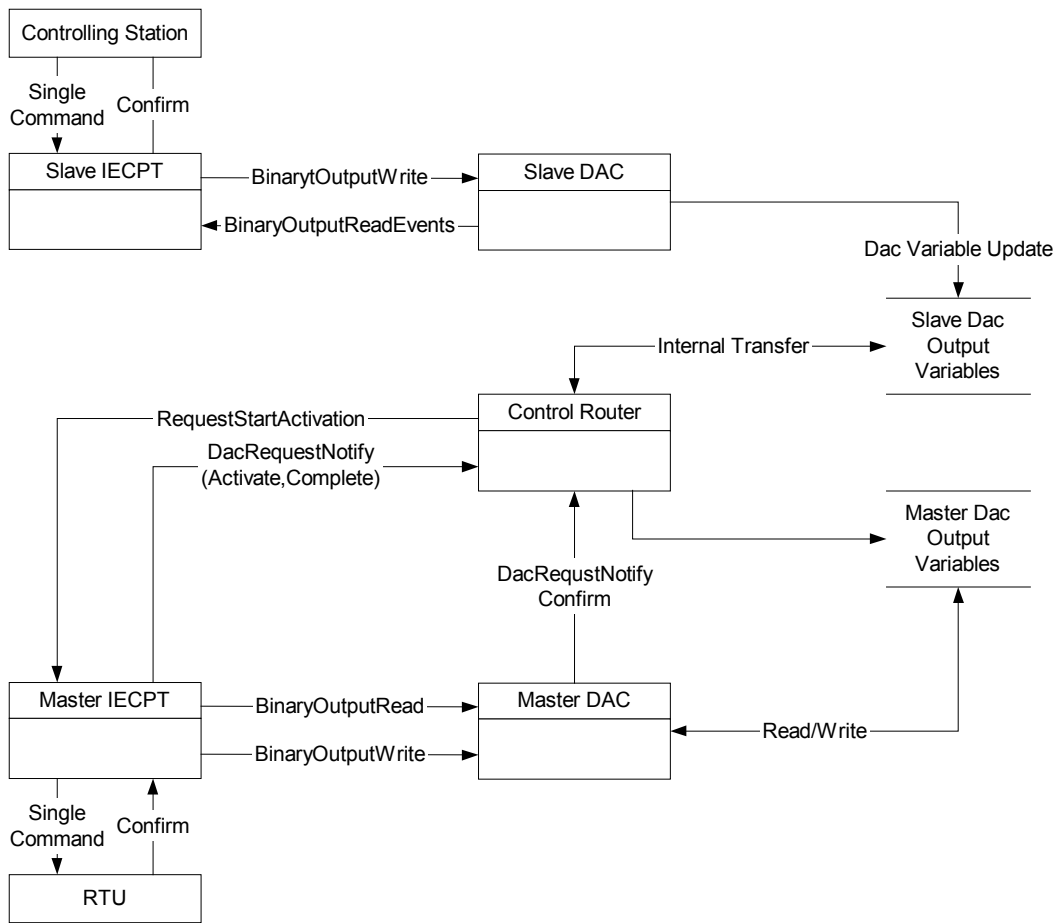 Controlling Station
Single
Command
Confirm
Slave IECPT
BinarytOutputWrite
Slave DAC
BinaryOutputReadEvents
Dac Variable Update
Slave Dac
Output
Variables
Internal Transfer
RequestStartActivation
Control Router
DacRequestNotify
(Activate,Complete)
Master Dac
Output
Variables
DacRequstNotify
Confirm
Master IECPT
BinaryOutputRead
Master DAC
BinaryOutputWrite
Read/Write
Single
Command
Confirm
RTU